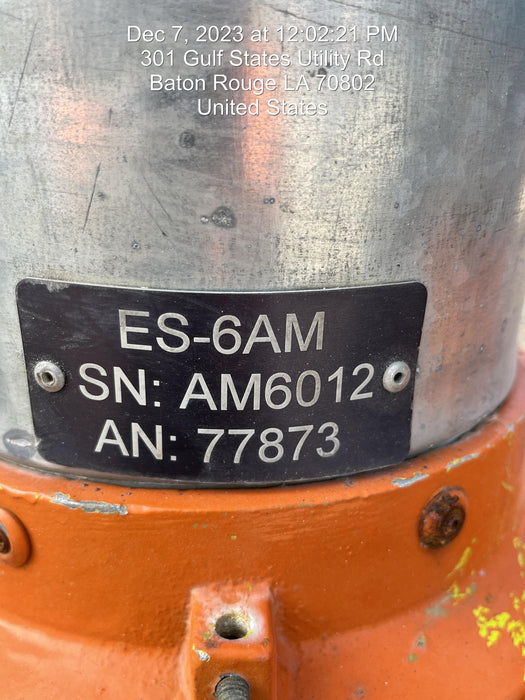 Dec 7, 2023 at 12:02:21 PM
301 Gulf States Utility Rd
Baton Rouge LA 70802
United States
ES-6AM
SN: AM6012
AN: 77873